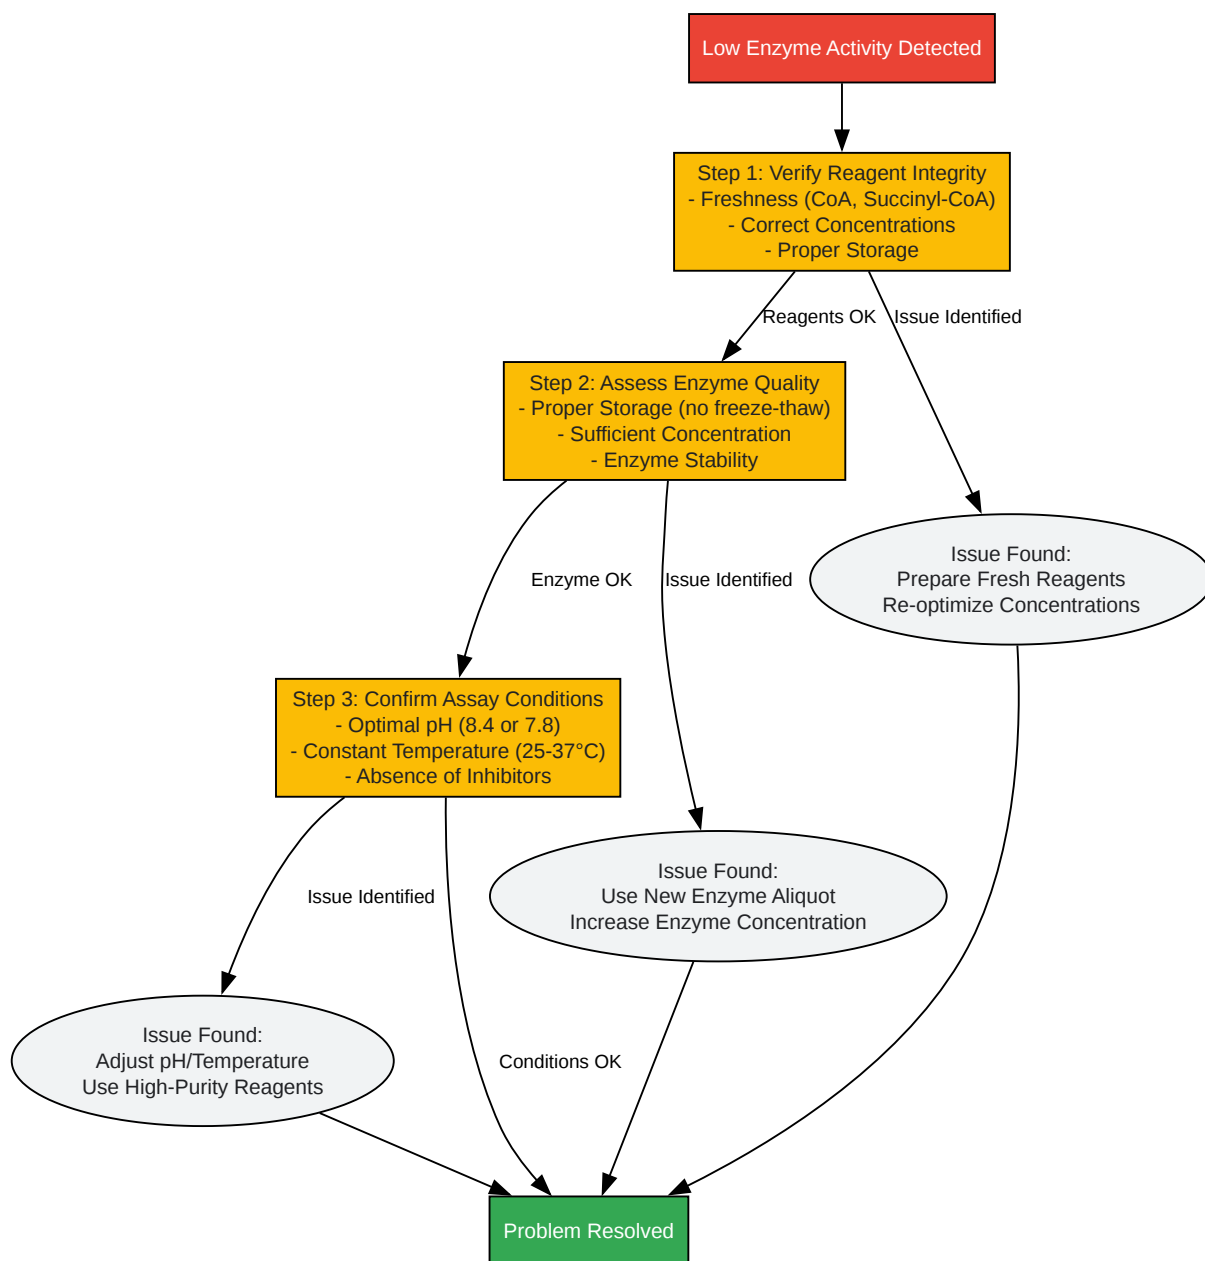 Low Enzyme Activity Detected
Step 1: Verify Reagent Integrity
- Freshness (CoA, Succinyl-CoA)
- Correct Concentrations
- Proper Storage
Reagents OK
Issue Identified
Step 2: Assess Enzyme Quality
- Proper Storage (no freeze-thaw)
- Sufficient Concentration
- Enzyme Stability
Issue Found:
Prepare Fresh Reagents
Re-optimize Concentrations
Enzyme OK
Issue Identified
Step 3: Confirm Assay Conditions
- Optimal pH (8.4 or 7.8)
- Constant Temperature (25-37°C)
- Absence of Inhibitors
Issue Found:
Use New Enzyme Aliquot
Increase Enzyme Concentration
Issue Identified
Issue Found:
Adjust pH/Temperature
Use High-Purity Reagents
Conditions OK
Problem Resolved